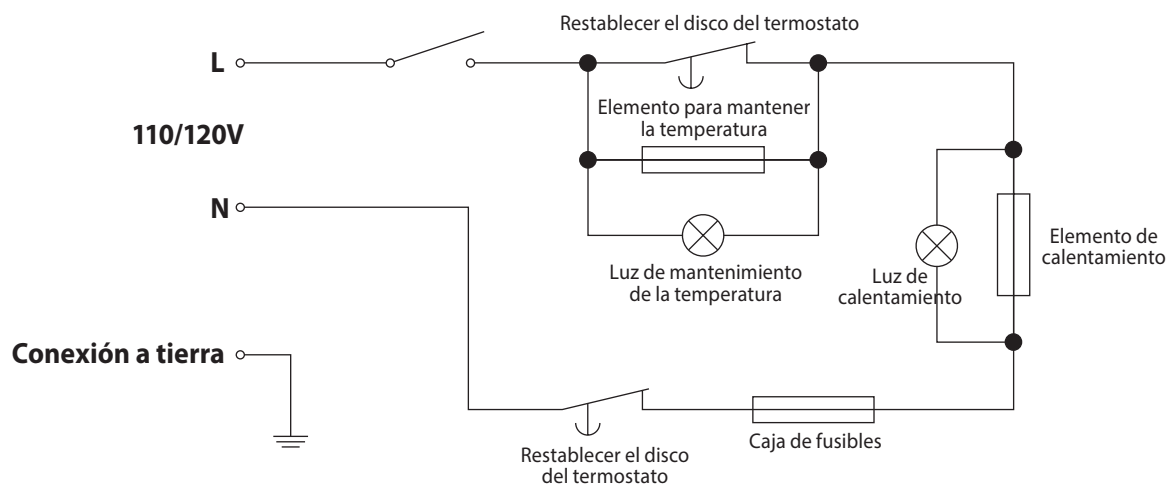 Restablecer el disco del termostato
L
Elemento para mantener
la temperatura
110/120V
N
Luz de mantenimiento
de la temperatura
Luz de
calentamiento
Elemento de
calentamiento
Conexión a tierra
Restablecer el disco
del termostato
Caja de fusibles